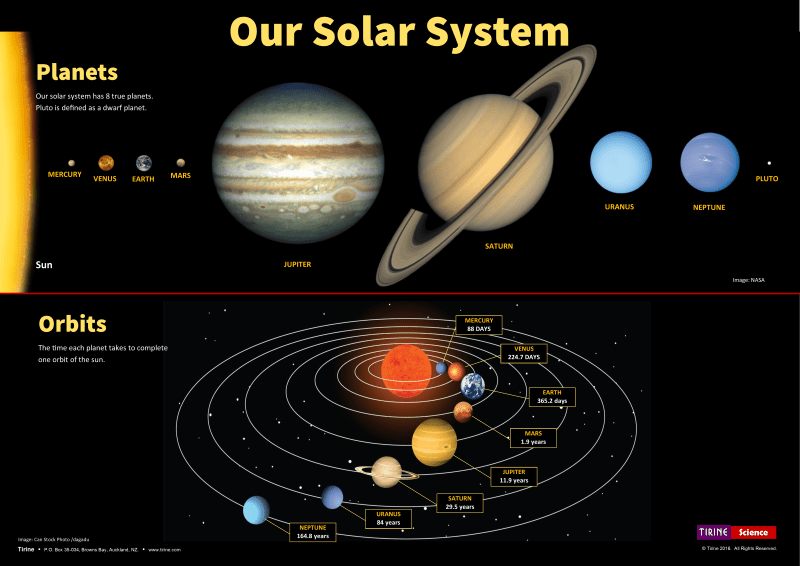 Our Solar System
Planets
Our solar system has 8 true planets.
Pluto is defined as a dwarf planet.
MERCURY
VENUS
EARTH
MARS
JUPITER
SATURN
URANUS
NEPTUNE
PLUTO
Sun
Image: NASA
Orbits
The time each planet takes to complete
one orbit of the sun.
MERCURY
88 DAYS
VENUS
224.7 DAYS
EARTH
365.2 days
MARS
1.9 years
JUPITER
11.9 years
SATURN
29.5 years
URANUS
84 years
NEPTUNE
164.8 years
Image: Can Stock Photo /dagadu
Tirine • P.O. Box 39-034, Browns Bay, Auckland, NZ. • www.tirine.com
TIRINE Science
© Tirine 2016. All Rights Reserved.